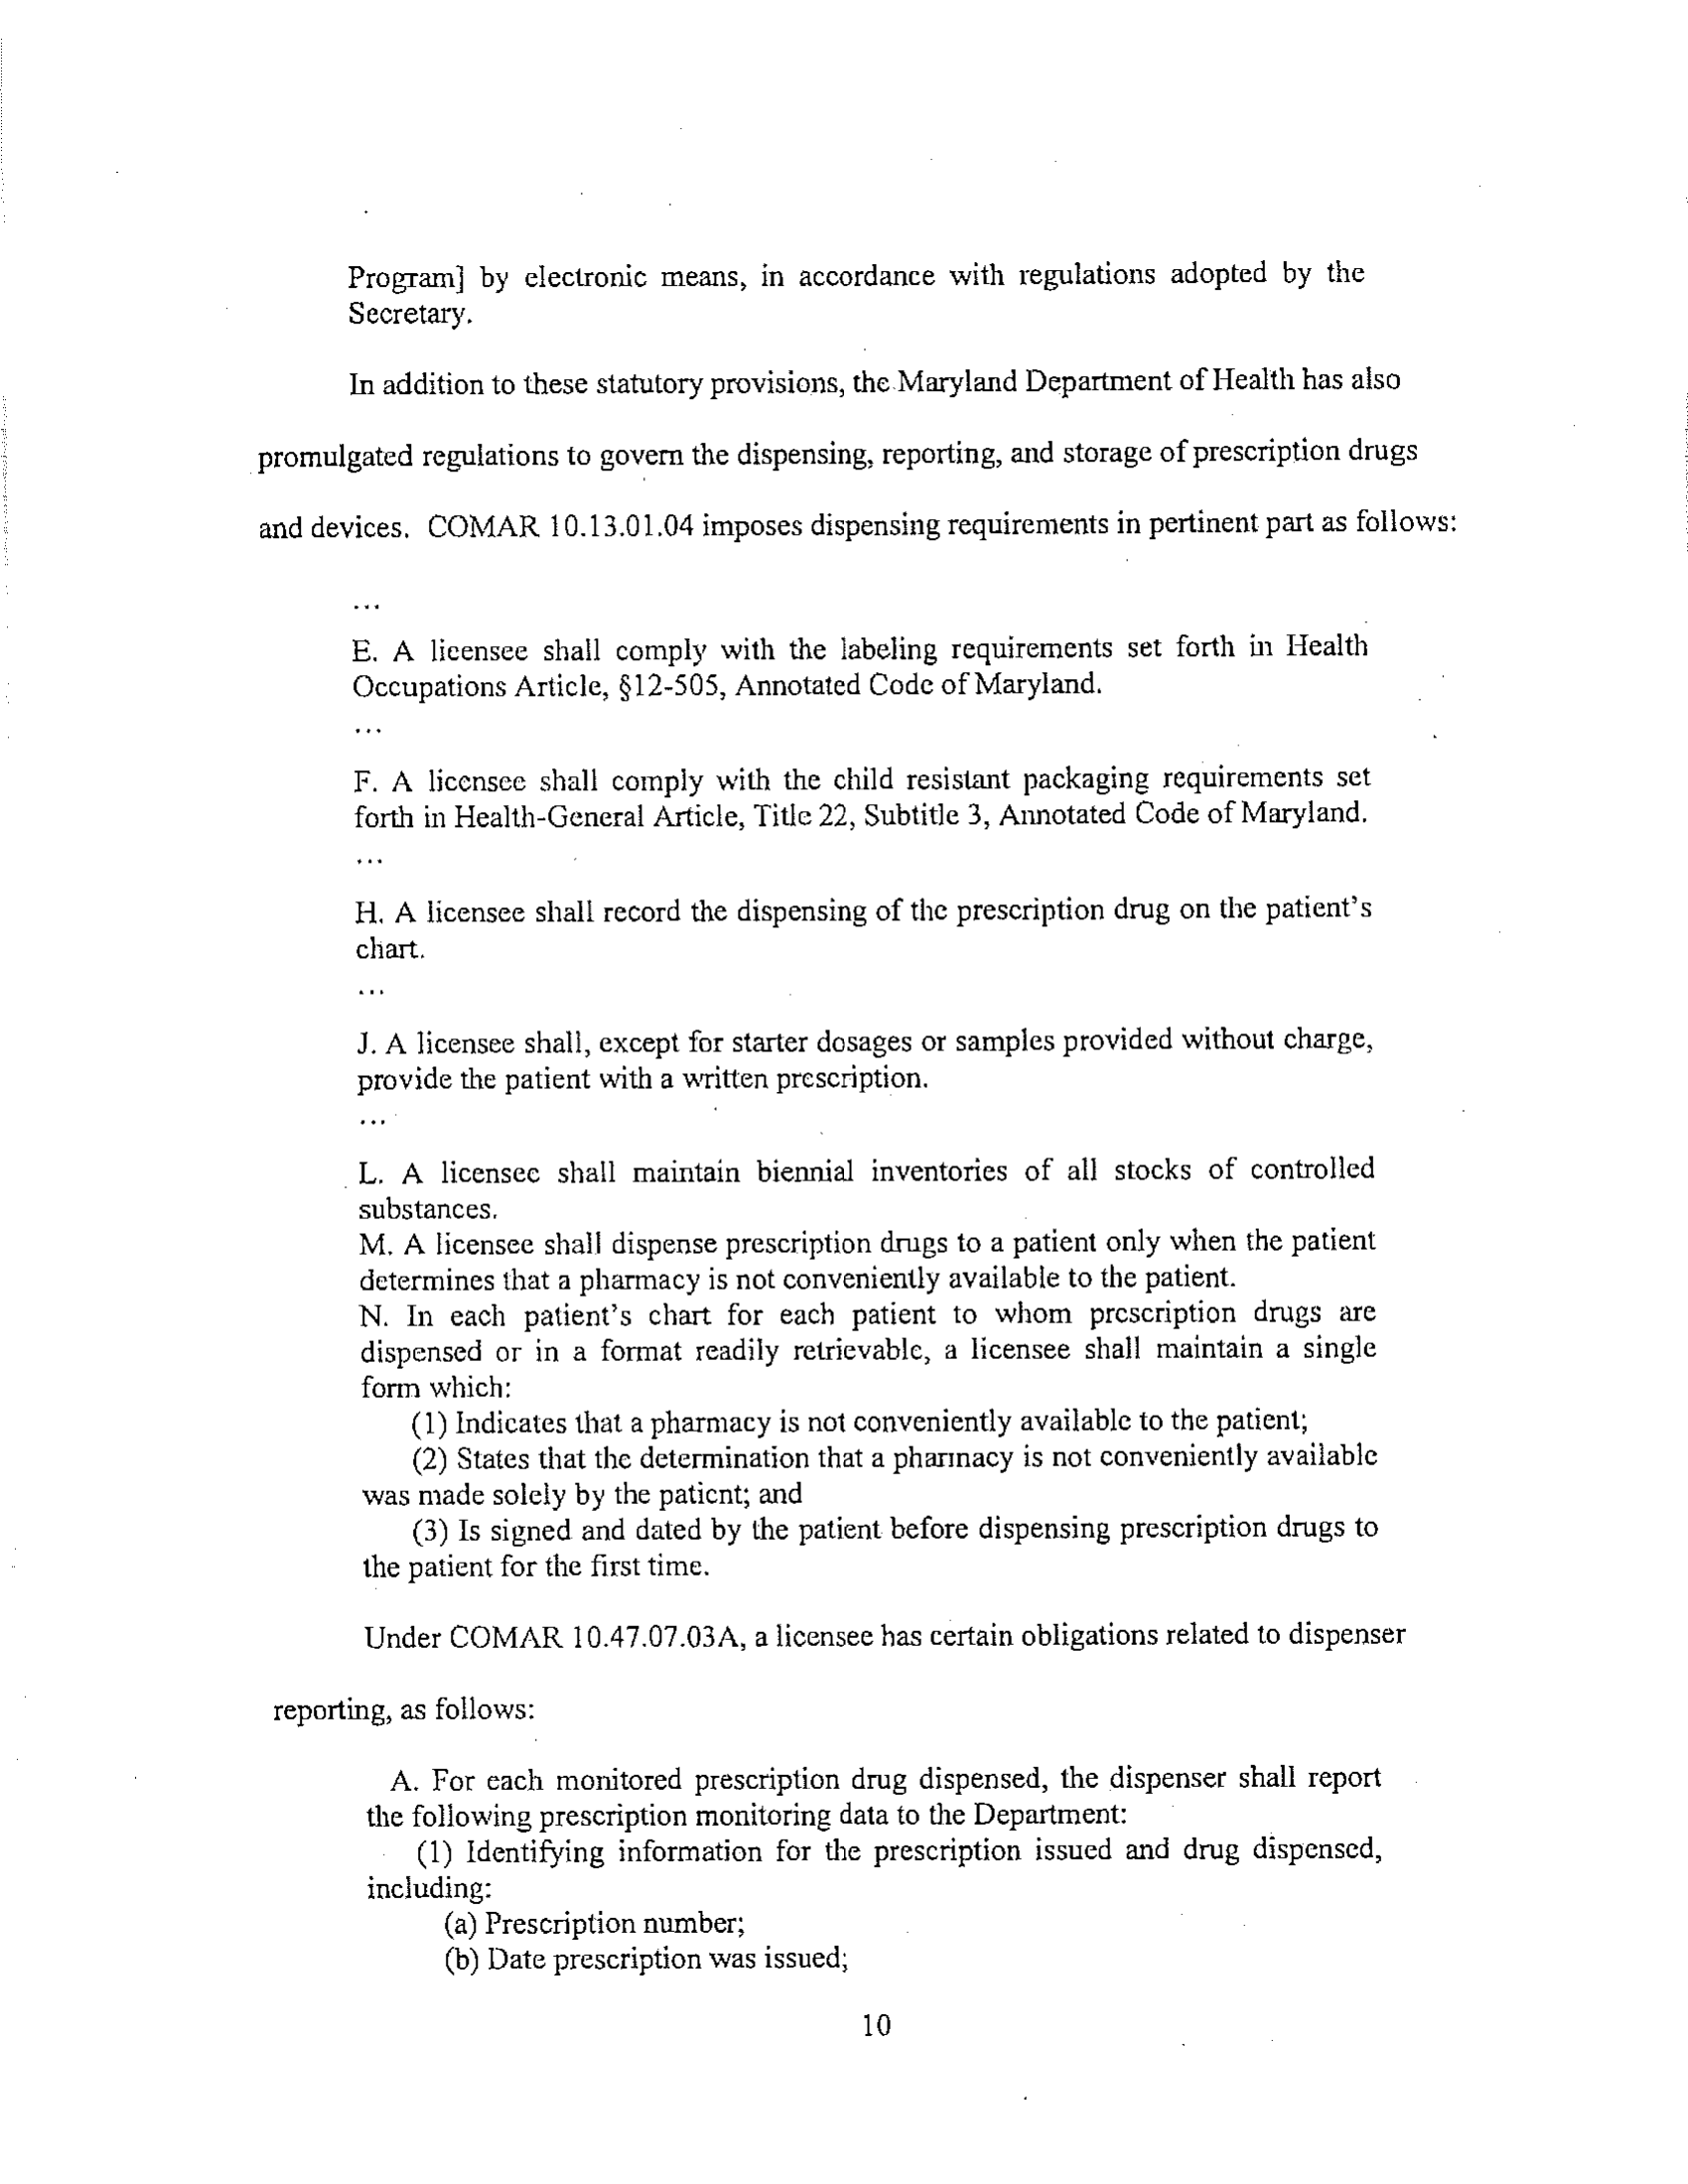 Program] by electronic means, in accordance with regulations adopted by the
Secretary.
In addition to these statutory provisions, the Maryland Department of Health has also
promulgated regulations to govern the dispensing, reporting, and storage of prescription drugs
and devices. COMAR 10.13.01.04 imposes dispensing requirements in pertinent part as follows:
...
E. A licensee shall comply with the labeling requirements set forth in Health
Occupations Article, §12-505, Annotated Code of Maryland.
...
F. A licensee shall comply with the child resistant packaging requirements set
forth in Health-General Article, Title 22, Subtitle 3, Annotated Code of Maryland.
...
H. A licensee shall record the dispensing of the prescription drug on the patient's
chart.
...
J. A licensee shall, except for starter dosages or samples provided without charge,
provide the patient with a written prescription.
...
L. A licensee shall maintain biennial inventories of all stocks of controlled
substances.
M. A licensee shall dispense prescription drugs to a patient only when the patient
determines that a pharmacy is not conveniently available to the patient.
N. In each patient's chart for each patient to whom prescription drugs are
dispensed or in a format readily retrievable, a licensee shall maintain a single
form which:
(1) Indicates that a pharmacy is not conveniently available to the patient;
(2) States that the determination that a pharmacy is not conveniently available
was made solely by the patient; and
(3) Is signed and dated by the patient before dispensing prescription drugs to
the patient for the first time.
Under COMAR 10.47.07.03A, a licensee has certain obligations related to dispenser
reporting, as follows:
A. For each monitored prescription drug dispensed, the dispenser shall report
the following prescription monitoring data to the Department:
(1) Identifying information for the prescription issued and drug dispensed,
including:
(a) Prescription number;
(b) Date prescription was issued;
10